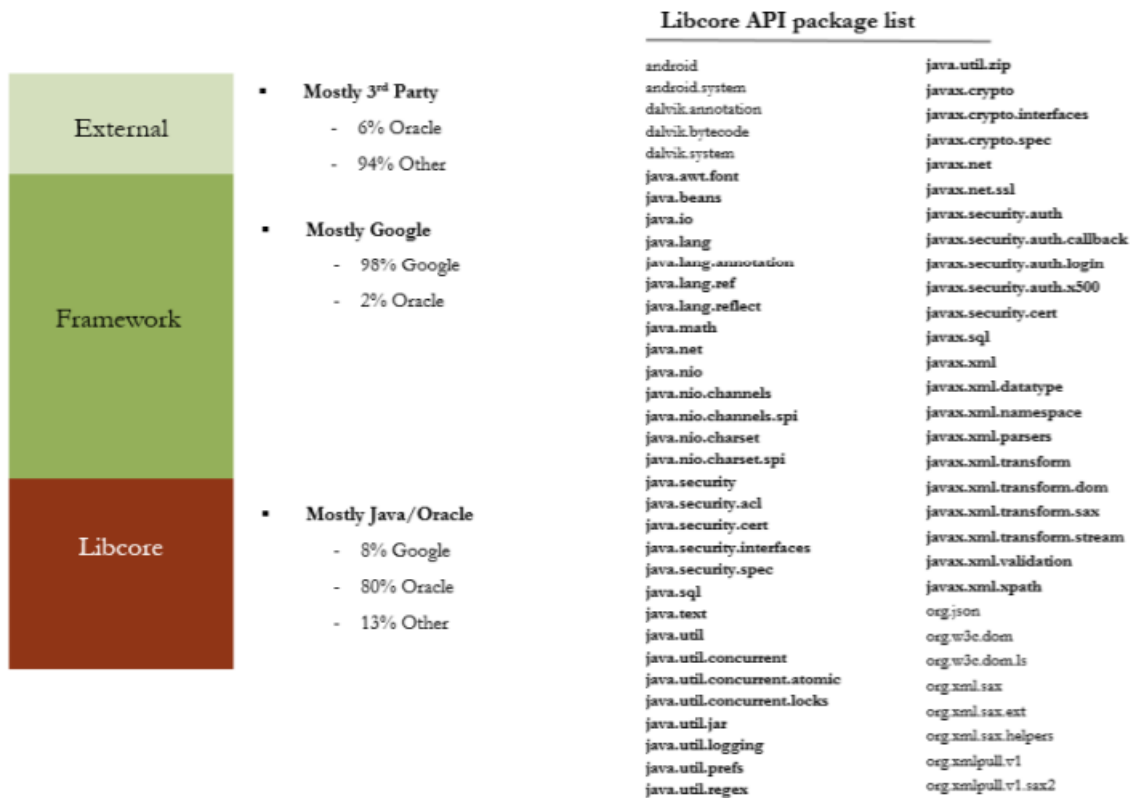 External
▪ Mostly 3rd Party
- 6% Oracle
- 94% Other
Framework
▪ Mostly Google
- 98% Google
- 2% Oracle
Libcore
▪ Mostly Java/Oracle
- 8% Google
- 80% Oracle
- 13% Other
Libcore API package list
android
android.system
dalvik.annotation
dalvik.bytecode
dalvik.system
java.awt.font
java.beans
java.io
java.lang
java.lang.annotation
java.lang.ref
java.lang.reflect
java.math
java.net
java.nio
java.nio.channels
java.nio.channels.spi
java.nio.charset
java.nio.charset.spi
java.security
java.security.acl
java.security.cert
java.security.interfaces
java.security.spec
java.sql
java.text
java.util
java.util.concurrent
java.util.concurrent.atomic
java.util.concurrent.locks
java.util.jar
java.util.logging
java.util.prefs
java.util.regex
java.util.zip
javax.crypto
javax.crypto.interfaces
javax.crypto.spec
javax.net
javax.net.ssl
javax.security.auth
javax.security.auth.callback
javax.security.auth.login
javax.security.auth.x500
javax.security.cert
javax.sql
javax.xml
javax.xml.datatype
javax.xml.namespace
javax.xml.parsers
javax.xml.transform
javax.xml.transform.dom
javax.xml.transform.sax
javax.xml.transform.stream
javax.xml.validation
javax.xml.xpath
org.json
org.w3c.dom
org.w3c.dom.ls
org.xml.sax
org.xml.sax.ext
org.xml.sax.helpers
org.xmlpull.v1
org.xmlpull.v1.sax2